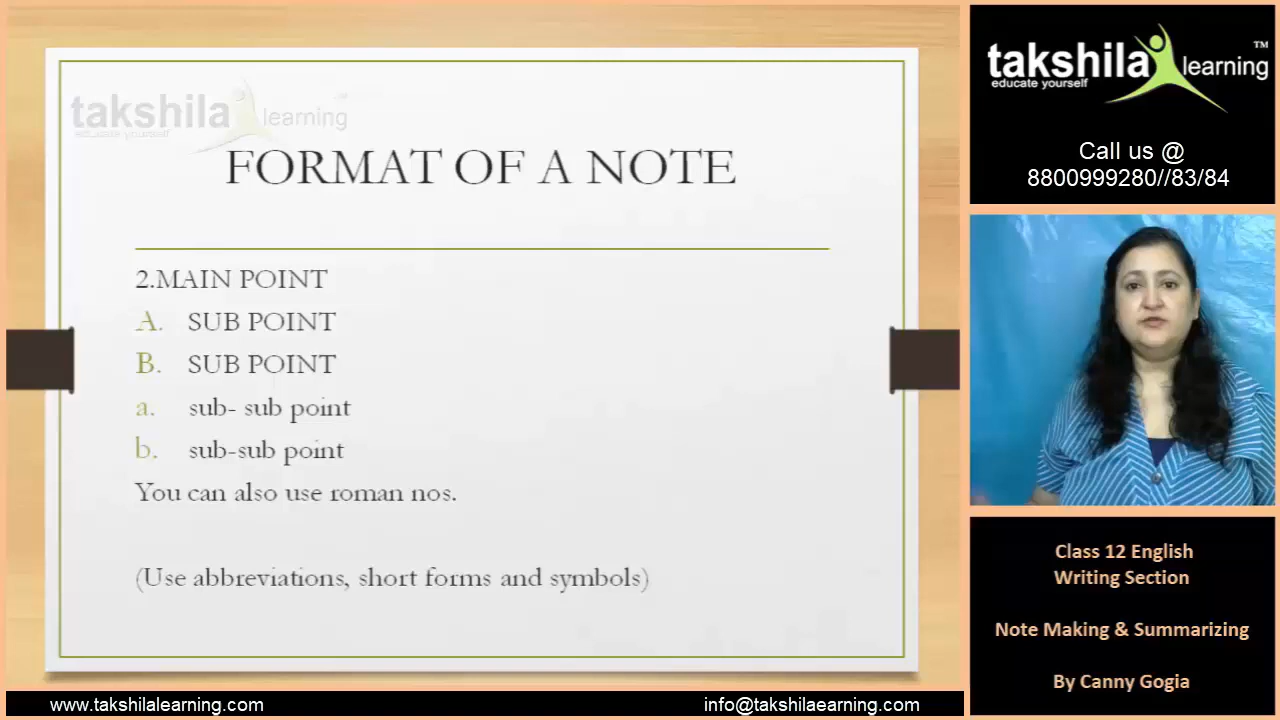 takshila learning
educate yourself
FORMAT OF A NOTE
2.MAIN POINT
A. SUB POINT
B. SUB POINT
a. sub- sub point
b. sub-sub point
You can also use roman nos.
(Use abbreviations, short forms and symbols)
takshila learning TM
educate yourself
Call us @
8800999280//83/84
Class 12 English
Writing Section
Note Making & Summarizing
By Canny Gogia
www.takshilalearning.com
info@takshilaearning.com